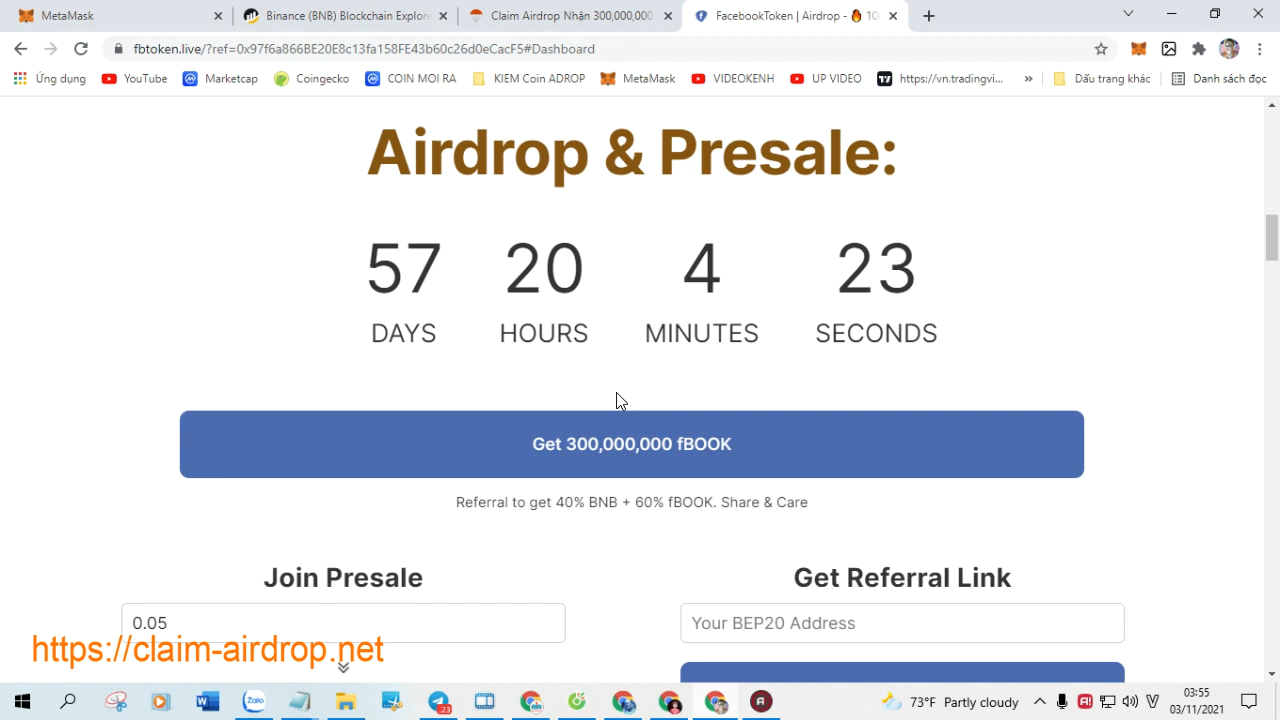 MetaMask
Binance (BNB) Blockchain Explore
Claim Airdrop Nhận 300,000,000
FacebookToken | Airdrop - 🔥 10
fbtoken.live/?ref=0x97f6a866BE20E8c13fa158FE43b60c26d0eCacF5#Dashboard
Ứng dụng
YouTube
Marketcap
Coingecko
COIN MOI RA
KIEM Coin ADROP
MetaMask
VIDEOKENH
UP VIDEO
https://vn.tradingvi...
»
Dấu trang khác
Danh sách đọc
Airdrop & Presale:
57 20 4 23
DAYS HOURS MINUTES SECONDS
Get 300,000,000 fBOOK
Referral to get 40% BNB + 60% fBOOK. Share & Care
Join Presale
Get Referral Link
0.05
Your BEP20 Address
https://claim-airdrop.net
Zalo
23
73°F Partly cloudy
03:55
03/11/2021